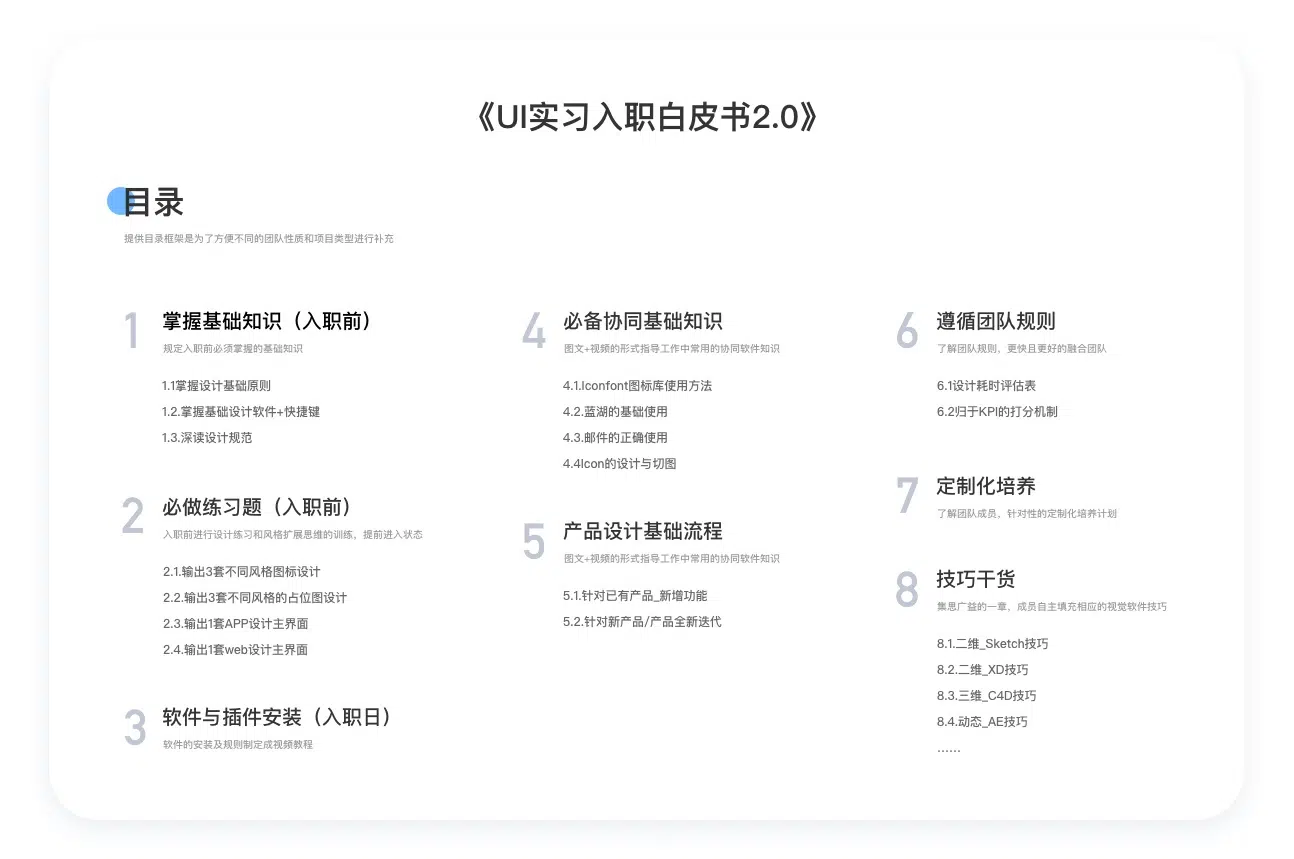 《UI实习入职白皮书2.0》
目录
提供目录框架是为了方便不同的团队性质和项目类型进行补充
1
掌握基础知识（入职前）
规定入职前必须掌握的基础知识
1.1掌握设计基础原则
1.2.掌握基础设计软件+快捷键
1.3.深读设计规范
2
必做练习题（入职前）
入职前进行设计练习和风格扩展思维的训练，提前进入状态
2.1.输出3套不同风格图标设计
2.2.输出3套不同风格的占位图设计
2.3.输出1套APP设计主界面
2.4.输出1套web设计主界面
3
软件与插件安装（入职日）
软件的安装及规则制定成视频教程
4
必备协同基础知识
图文+视频的形式指导工作中常用的协同软件知识
4.1.Iconfont图标库使用方法
4.2.蓝湖的基础使用
4.3.邮件的正确使用
4.4Icon的设计与切图
5
产品设计基础流程
图文+视频的形式指导工作中常用的协同软件知识
5.1.针对已有产品_新增功能
5.2.针对新产品/产品全新迭代
6
遵循团队规则
了解团队规则，更快且更好的融合团队
6.1设计耗时评估表
6.2归于KPI的打分机制
7
定制化培养
了解团队成员，针对性的定制化培养计划
8
技巧干货
集思广益的一章，成员自主填充相应的视觉软件技巧
8.1.二维_Sketch技巧
8.2.二维_XD技巧
8.3.三维_C4D技巧
8.4.动态_AE技巧
……